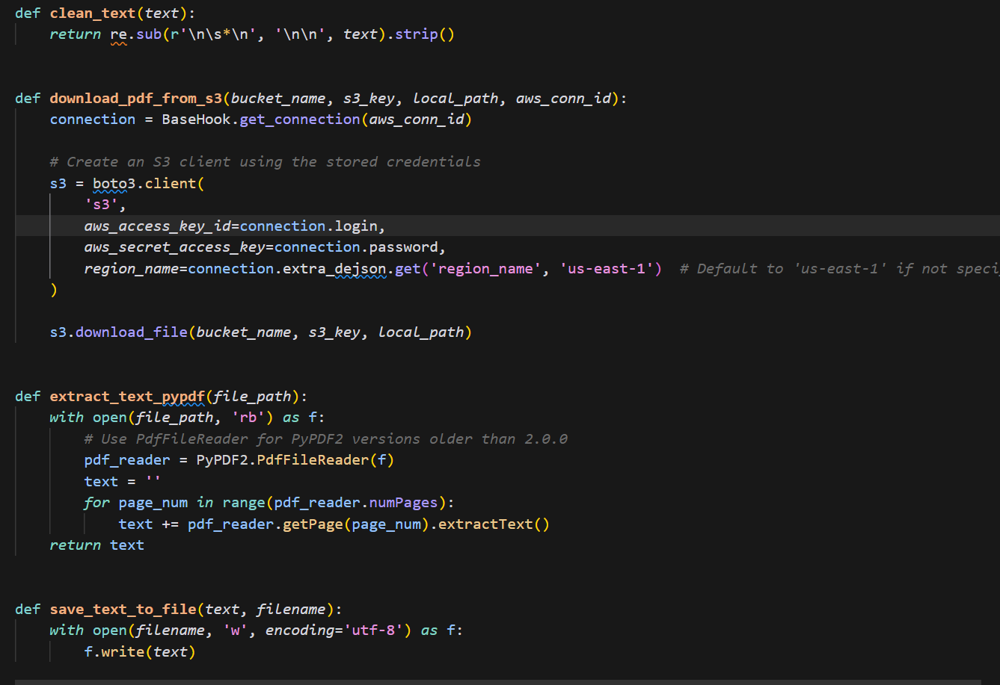 def clean_text(text):
    return re.sub(r'\n\s*\n', '\n\n', text).strip()
def download_pdf_from_s3(bucket_name, s3_key, local_path, aws_conn_id):
    connection = BaseHook.get_connection(aws_conn_id)
    # Create an S3 client using the stored credentials
    s3 = boto3.client(
        's3',
        aws_access_key_id=connection.login,
        aws_secret_access_key=connection.password,
        region_name=connection.extra_dejson.get('region_name', 'us-east-1')  # Default to 'us-east-1' if not
    )
    s3.download_file(bucket_name, s3_key, local_path)
def extract_text_pypdf(file_path):
    with open(file_path, 'rb') as f:
        # Use PdfFileReader for PyPDF2 versions older than 2.0.0
        pdf_reader = PyPDF2.PdfFileReader(f)
        text = ''
        for page_num in range(pdf_reader.numPages):
            text += pdf_reader.getPage(page_num).extractText()
    return text
def save_text_to_file(text, filename):
    with open(filename, 'w', encoding='utf-8') as f:
        f.write(text)